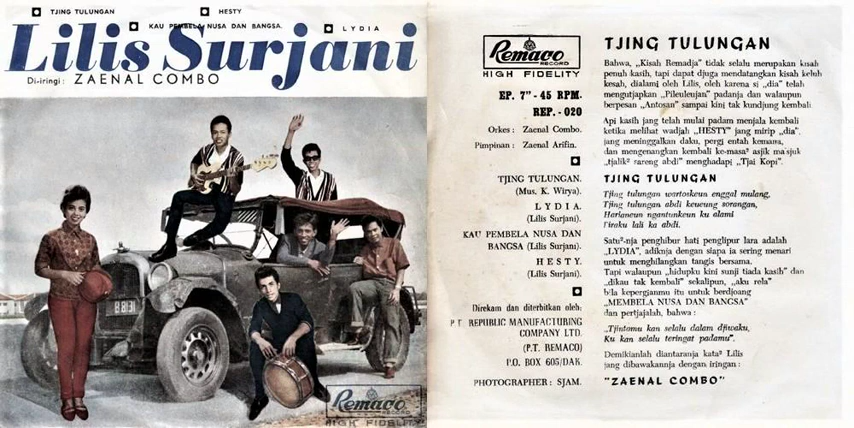 TJING TULUNGAN
HESTY
KAU PEMBELA NUSA DAN BANGSA.
LYDIA
Lilis Surjani
Di-iringi : ZAENAL COMBO
B 8131
Remaco
RECORD
HIGH FIDELITY
Remaco
RECORD
HIGH FIDELITY
EP. 7" - 45 RPM.
REP. - 020
Orkes : Zaenal Combo.
Pimpinan : Zaenal Arifin.
TJING TULUNGAN.
(Mus. K. Wirya).
LYDIA.
(Lilis Surjani).
KAU PEMBELA NUSA DAN
BANGSA (Lilis Surjani).
HESTY.
(Lilis Surjani).
Direkam dan diterbitkan oleh:
P.T. REPUBLIC MANUFACTURING
COMPANY LTD.
(P.T. REMACO)
P.O. BOX 605/DAK.
PHOTOGRAPHER : SJAM.
TJING TULUNGAN
Bahwa, „Kisah Remadja" tidak selalu merupakan kisah
penuh kasih, tapi dapat djuga mendatangkan kisah keluh
kesah, dialami oleh Lilis, oleh karena si „dia" telah
mengutjapkan „Pileuleujan" padanja dan walaupun
berpesan „Antosan" sampai kini tak kundjung kembali
Api kasih jang telah mulai padam menjala kembali
ketika melihat wadjah „HESTY" jang mirip „dia".
jang meninggalkan daku, pergi entah kemana,
dan mengenangkan kembali ke-masa² asjik ma'sjuk
„tjalik² rareng abdi" menghadapi „Tjai Kopi".
TJING TULUNGAN
Tjing tulungan wartoskeun enggal mulang,
Tjing tulungan abdi keueung sorangan,
Harianeun ngantunkeun ku alami
Tiraku lali ka abdi.
Satu²-nja penghibur hati penglipur lara adalah
„LYDIA", adiknja dengan siapa ia sering menari
untuk menghilangkan tangis bersama.
Tapi walaupun „hidupku kini sunji tiada kasih" dan
„dikau tak kembali" sekalipun, „aku rela"
bila kepergianmu itu untuk berdjoang
„MEMBELA NUSA DAN BANGSA"
dan pertjajalah, bahwa :
„Tjintamu kan selalu dalam djiwaku,
Ku kan selalu teringat padamu".
Demikianlah diantaranja kata² Lilis
jang dibawakannja dengan iringan :
"ZAENAL COMBO"